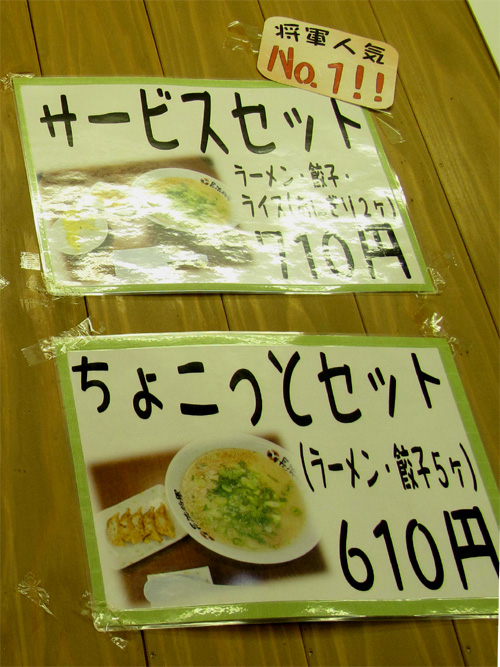 将軍人気
No.1!!
サービスセット
ラーメン・餃子・
ライス(おにぎり2ヶ)
710円
ちょこっとセット
(ラーメン・餃子5ヶ)
610円